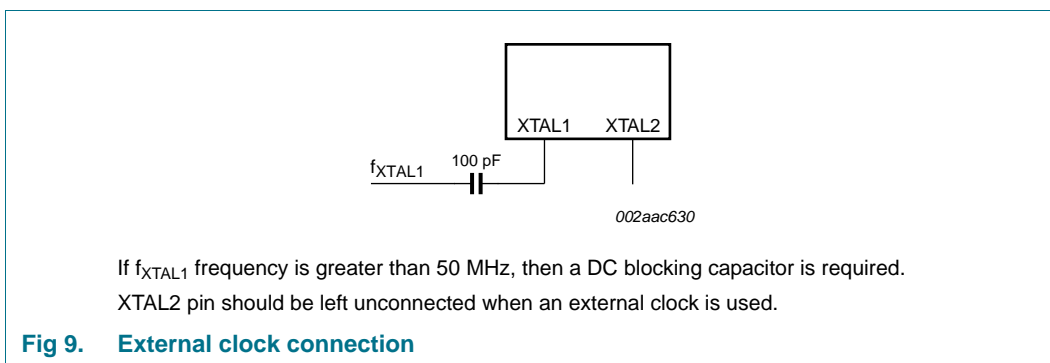 XTAL1 XTAL2
fXTAL1 100 pF
002aac630
If fXTAL1 frequency is greater than 50 MHz, then a DC blocking capacitor is required.
XTAL2 pin should be left unconnected when an external clock is used.
Fig 9. External clock connection